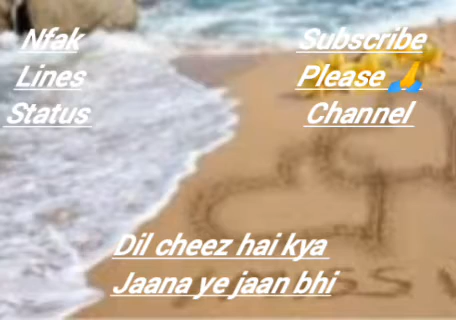 Nfak
Lines
Status
Subscribe
Please 🙏
Channel
Dil cheez hai kya
Jaana ye jaan bhi